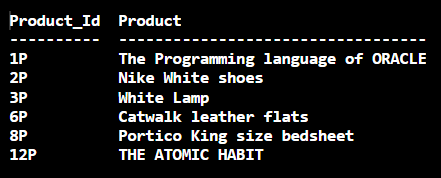 Product_Id  Product
----------  ----------------------------------
1P          The Programming language of ORACLE
2P          Nike White shoes
3P          White Lamp
6P          Catwalk leather flats
8P          Portico King size bedsheet
12P         THE ATOMIC HABIT